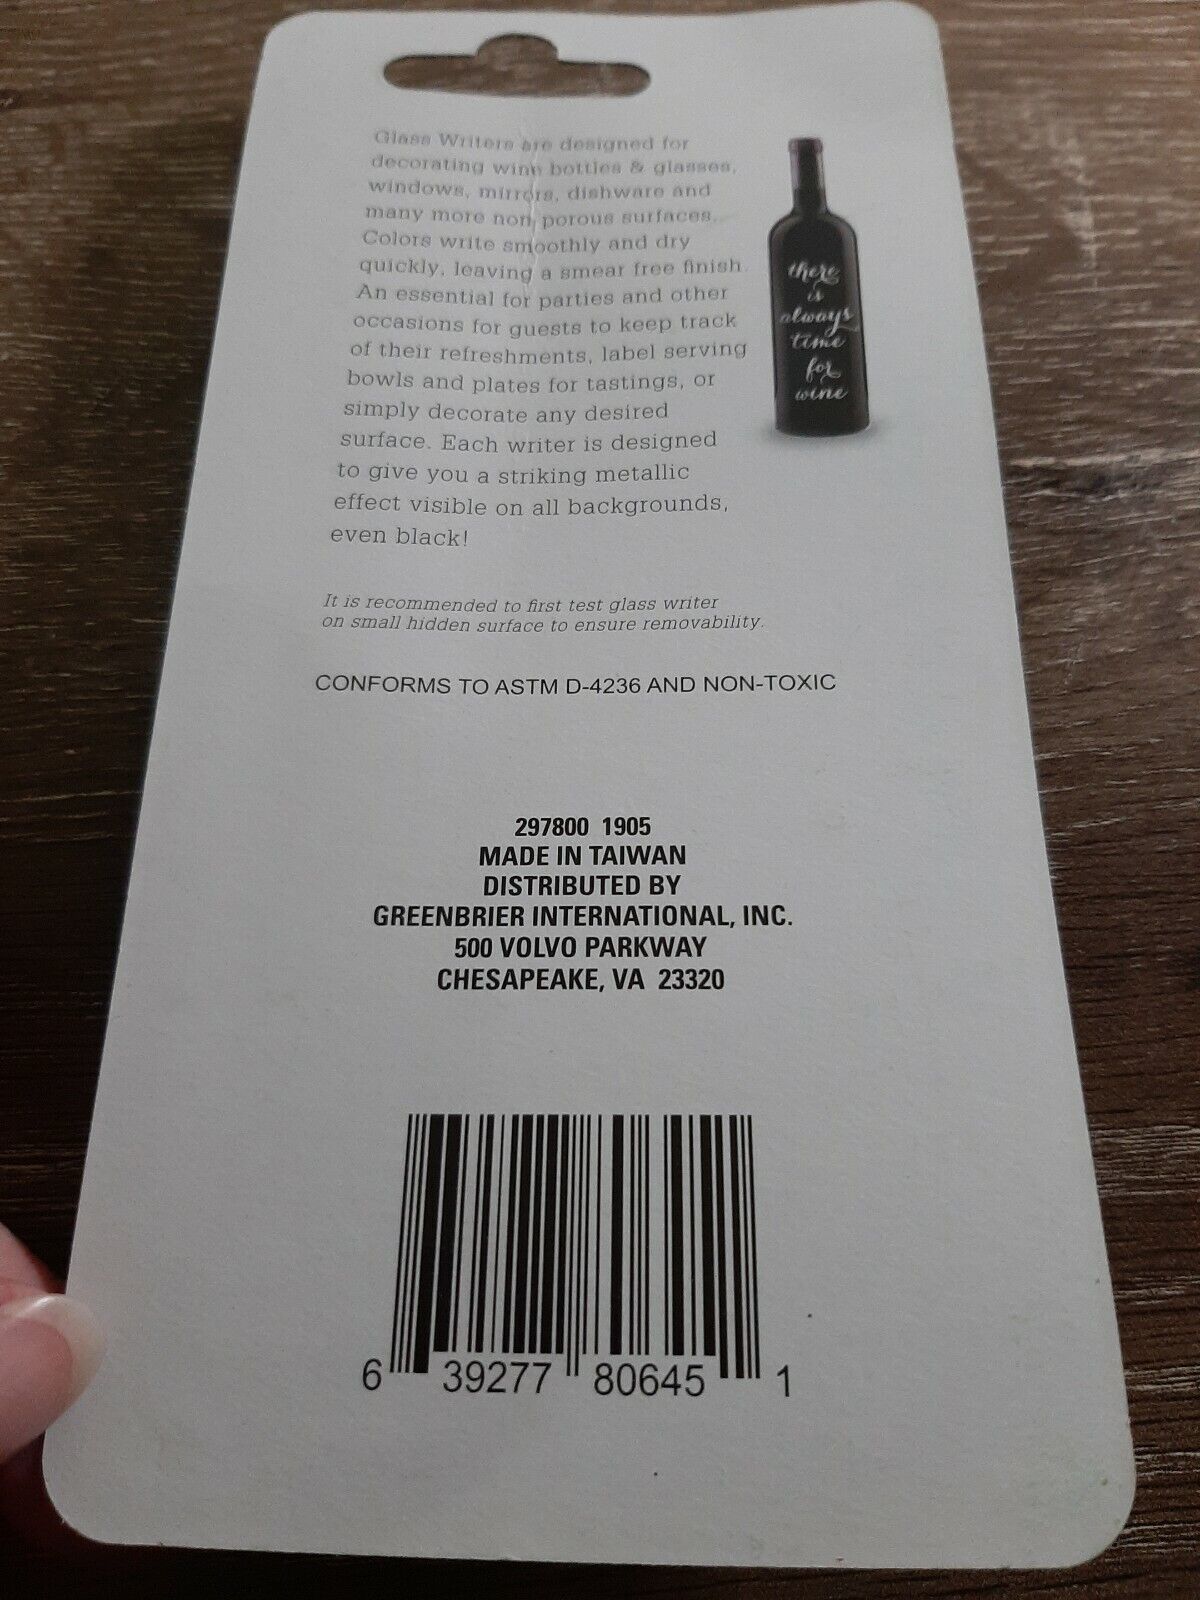 Glass Writers are designed for
decorating wine bottles & glasses,
windows, mirrors, dishware and
many more non porous surfaces.
Colors write smoothly and dry
quickly, leaving a smear free finish.
An essential for parties and other
occasions for guests to keep track
of their refreshments, label serving
bowls and plates for tastings, or
simply decorate any desired
surface. Each writer is designed
to give you a striking metallic
effect visible on all backgrounds,
even black!
there
is
always
time
for
wine
It is recommended to first test glass writer
on small hidden surface to ensure removability.
CONFORMS TO ASTM D-4236 AND NON-TOXIC
297800 1905
MADE IN TAIWAN
DISTRIBUTED BY
GREENBRIER INTERNATIONAL, INC.
500 VOLVO PARKWAY
CHESAPEAKE, VA 23320
6 39277 80645 1